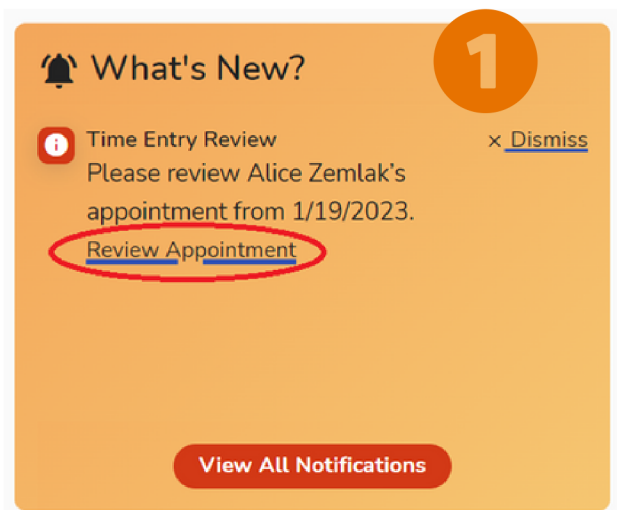 1
What's New?
Time Entry Review
× Dismiss
Please review Alice Zemlak’s
appointment from 1/19/2023.
Review Appointment
View All Notifications